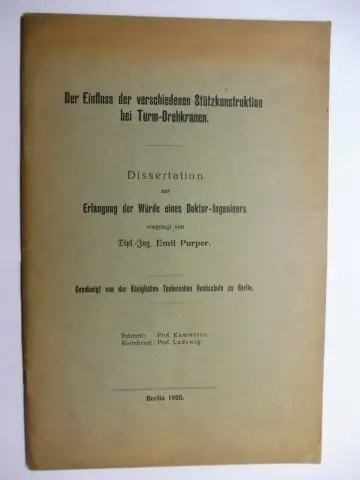 Der Einfluss der verschiedenen Stützkonstruktion
bei Turm-Drehkranen.
Dissertation
zur
Erlangung der Würde eines Doktor-Ingenieurs
vorgelegt von
Dipl.-Ing. Emil Purper.
Genehmigt von der Königlichen Technischen Hochschule zu Berlin.
Referent: Prof. Kammerer.
Korreferent: Prof. Ludewig.
Berlin 1908.